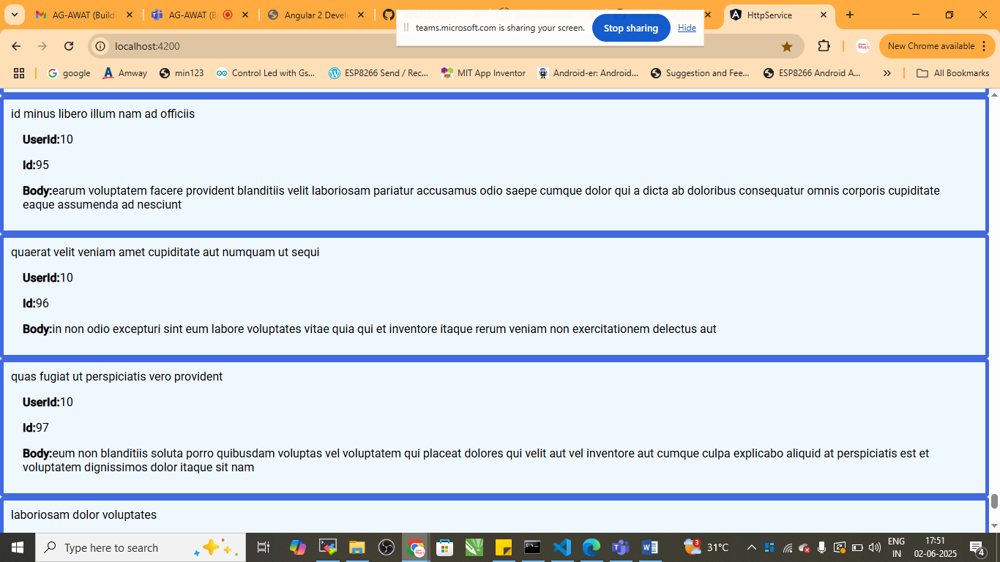 AG-AWAT (Buildi
AG-AWAT (B
Angular 2 Devel
HttpService
teams.microsoft.com is sharing your screen.
Stop sharing
Hide
localhost:4200
New Chrome available
google
Amway
min123
Control Led with Gs...
ESP8266 Send / Rec...
MIT App Inventor
Android-er: Android...
Suggestion and Fee...
ESP8266 Android A...
All Bookmarks
id minus libero illum nam ad officiis
UserId:10
Id:95
Body:earum voluptatem facere provident blanditiis velit laboriosam pariatur accusamus odio saepe cumque dolor qui a dicta ab doloribus consequatur omnis corporis cupiditate
eaque assumenda ad nesciunt
quaerat velit veniam amet cupiditate aut numquam ut sequi
UserId:10
Id:96
Body:in non odio excepturi sint eum labore voluptates vitae quia qui et inventore itaque rerum veniam non exercitationem delectus aut
quas fugiat ut perspiciatis vero provident
UserId:10
Id:97
Body:eum non blanditiis soluta porro quibusdam voluptas vel voluptatem qui placeat dolores qui velit aut vel inventore aut cumque culpa explicabo aliquid at perspiciatis est et
voluptatem dignissimos dolor itaque sit nam
laboriosam dolor voluptates
Type here to search
3
31°C
ENG
IN
17:51
02-06-2025
4